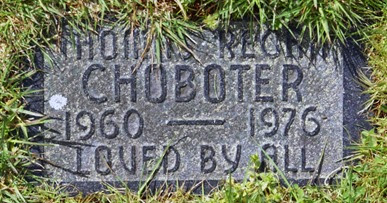 THOMAS
CHOBOTER
1960 — 1976
LOVED BY ALL